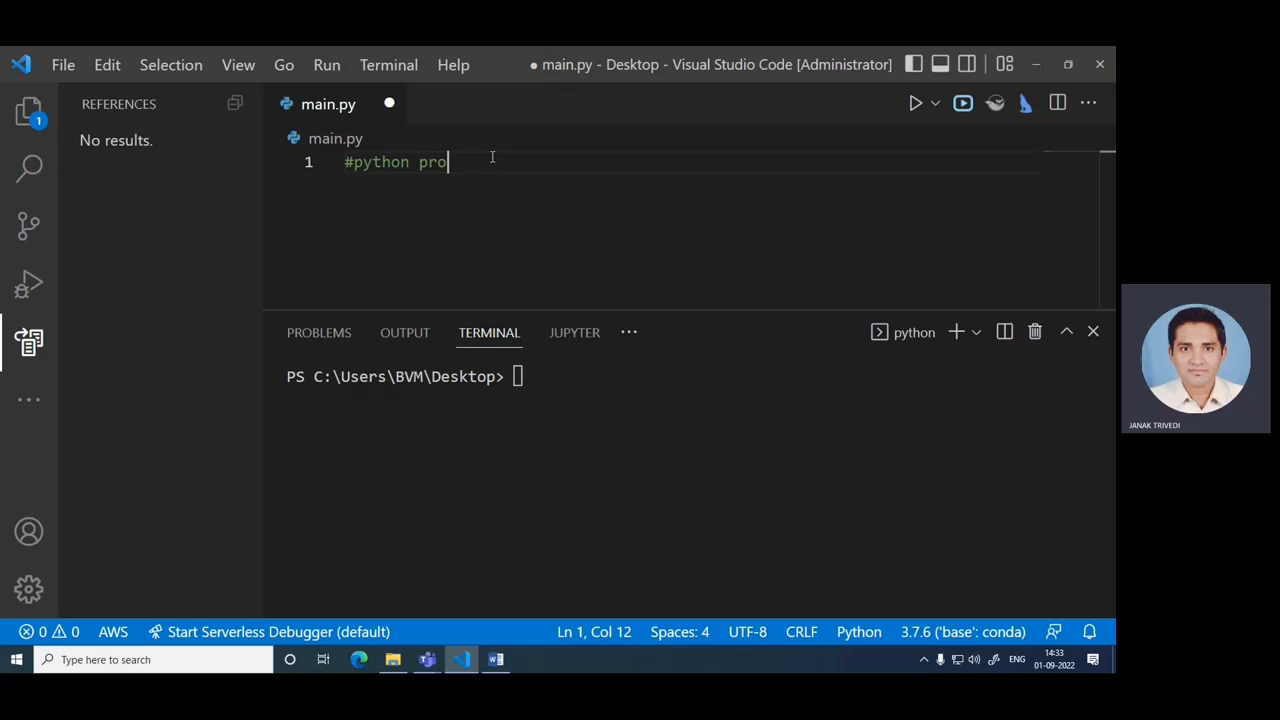 File Edit Selection View Go Run Terminal Help ● main.py - Desktop - Visual Studio Code [Administrator]
REFERENCES
No results.
main.py
main.py
1 #python pro
PROBLEMS OUTPUT TERMINAL JUPYTER ··· python
PS C:\Users\BVM\Desktop>
JANAK TRIVEDI
1
0 0 AWS Start Serverless Debugger (default) Ln 1, Col 12 Spaces: 4 UTF-8 CRLF Python 3.7.6 ('base': conda)
Type here to search ENG 14:33
01-09-2022